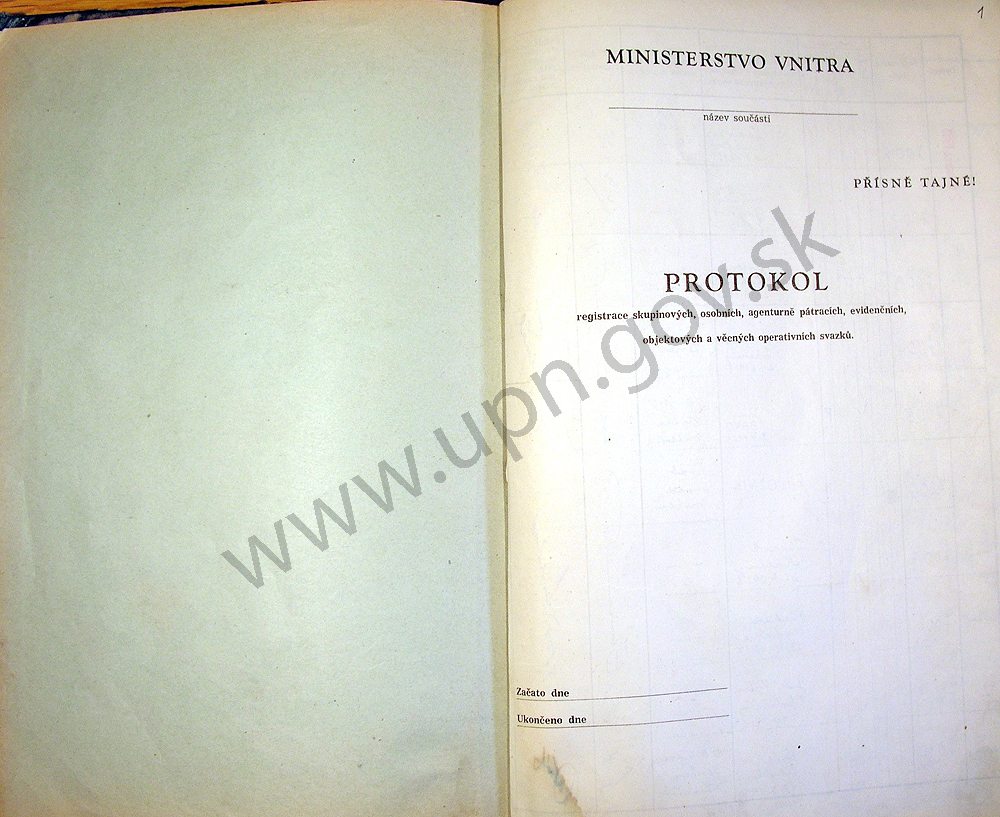 1
MINISTERSTVO VNITRA
název součásti
PŘÍSNĚ TAJNÉ!
PROTOKOL
registrace skupinových, osobních, agenturně pátracích, evidenčních,
objektových a věcných operativních svazků.
www.upn.gov.sk
Začato dne
Ukončeno dne